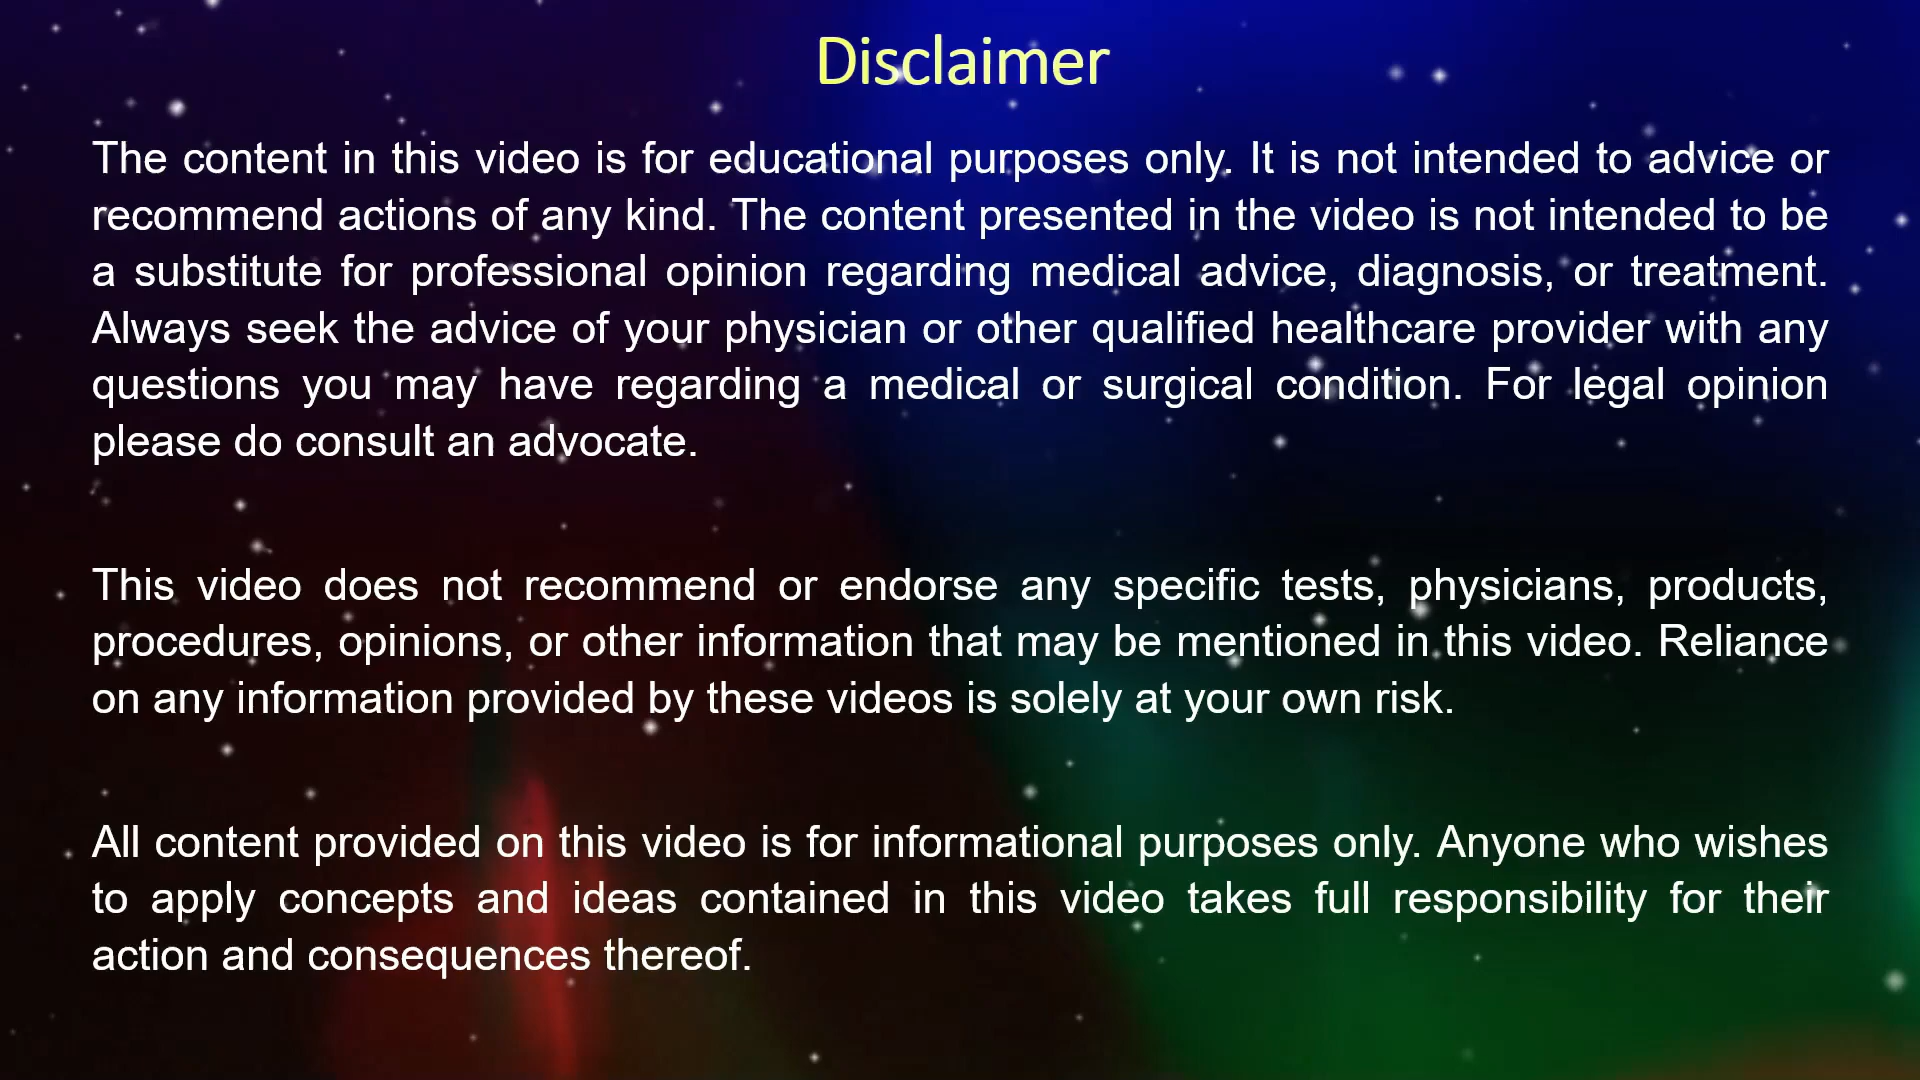 Disclaimer
The content in this video is for educational purposes only. It is not intended to advice or
recommend actions of any kind. The content presented in the video is not intended to be
a substitute for professional opinion regarding medical advice, diagnosis, or treatment.
Always seek the advice of your physician or other qualified healthcare provider with any
questions you may have regarding a medical or surgical condition. For legal opinion
please do consult an advocate.
This video does not recommend or endorse any specific tests, physicians, products,
procedures, opinions, or other information that may be mentioned in this video. Reliance
on any information provided by these videos is solely at your own risk.
All content provided on this video is for informational purposes only. Anyone who wishes
to apply concepts and ideas contained in this video takes full responsibility for their
action and consequences thereof.